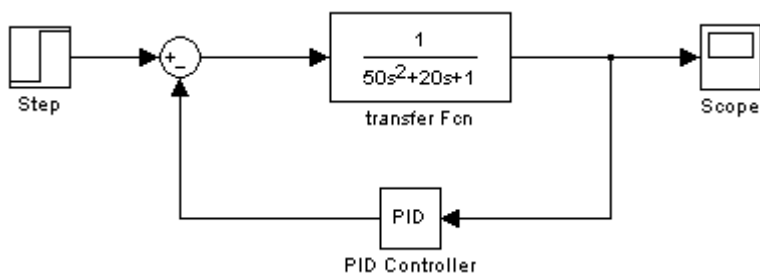 1
50s²+20s+1
Step
+
−
transfer Fcn
Scope
PID
PID Controller